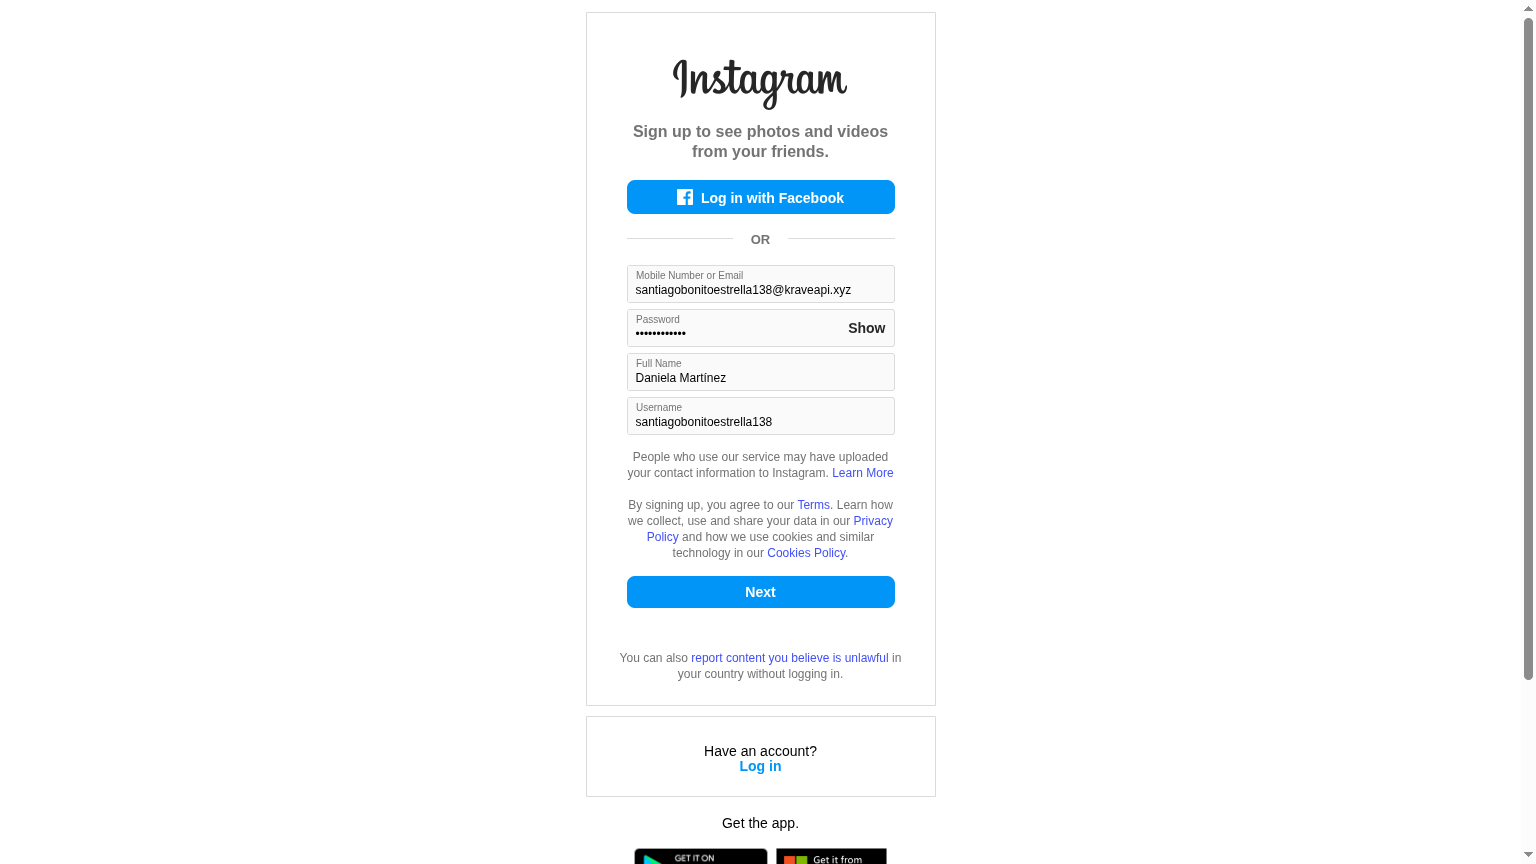 Instagram
Sign up to see photos and videos
from your friends.
Log in with Facebook
OR
Mobile Number or Email
santiagobonitoestrella138@kraveapi.xyz
Password
••••••••••••
Show
Full Name
Daniela Martínez
Username
santiagobonitoestrella138
People who use our service may have uploaded
your contact information to Instagram. Learn More
By signing up, you agree to our Terms. Learn how
we collect, use and share your data in our Privacy
Policy and how we use cookies and similar
technology in our Cookies Policy.
Next
You can also report content you believe is unlawful in
your country without logging in.
Have an account?
Log in
Get the app.
GET IT ON
Get it from